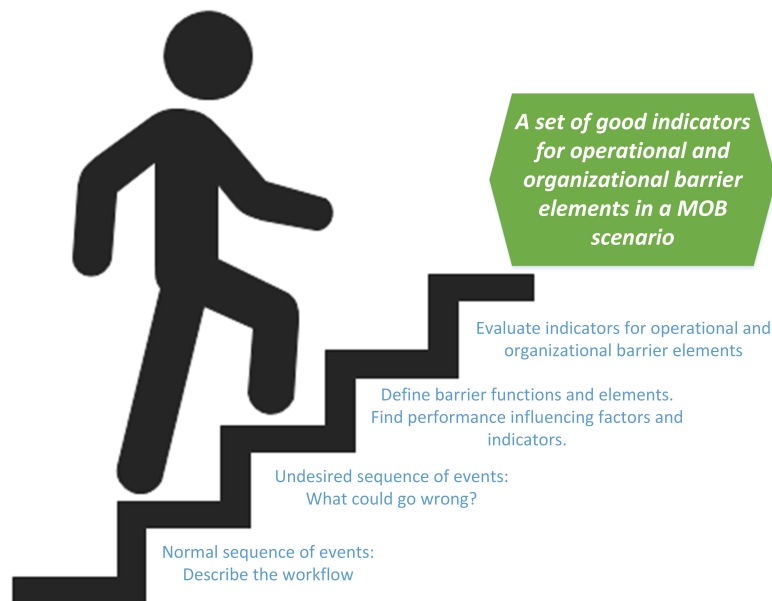 A set of good indicators
for operational and
organizational barrier
elements in a MOB
scenario
Evaluate indicators for operational and
organizational barrier elements
Define barrier functions and elements.
Find performance influencing factors and
indicators.
Undesired sequence of events:
What could go wrong?
Normal sequence of events:
Describe the workflow